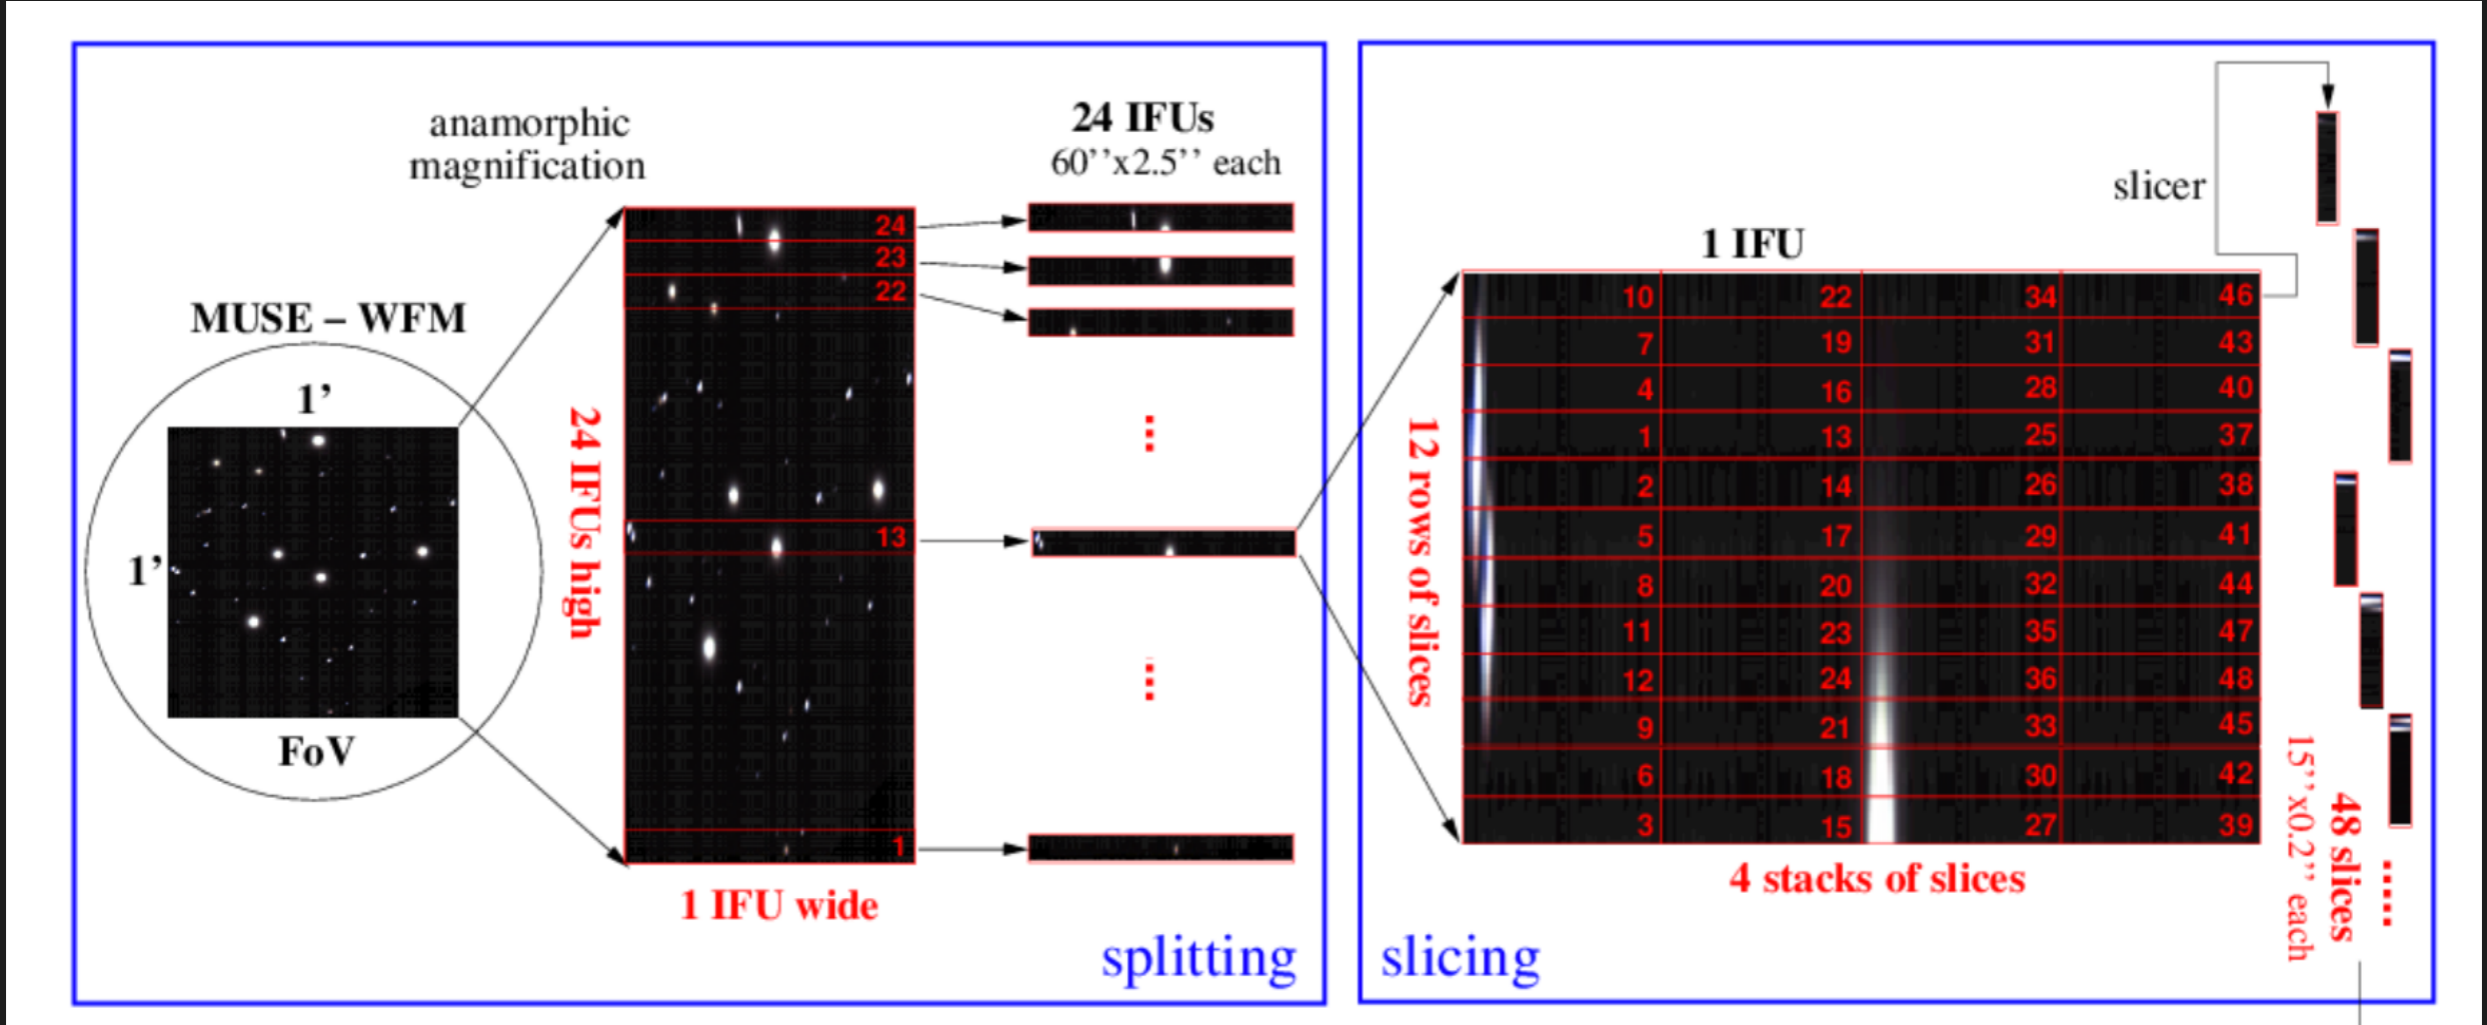 anamorphic
magnification
24 IFUs
60’’x2.5’’ each
MUSE – WFM
1’
1’
FoV
24 IFUs high
24
23
22
13
1
1 IFU wide
splitting
1 IFU
slicer
12 rows of slices
10 22 34 46
7 19 31 43
4 16 28 40
1 13 25 37
2 14 26 38
5 17 29 41
8 20 32 44
11 23 35 47
12 24 36 48
9 21 33 45
6 18 30 42
3 15 27 39
4 stacks of slices
48 slices
15’’x0.2’’ each
slicing